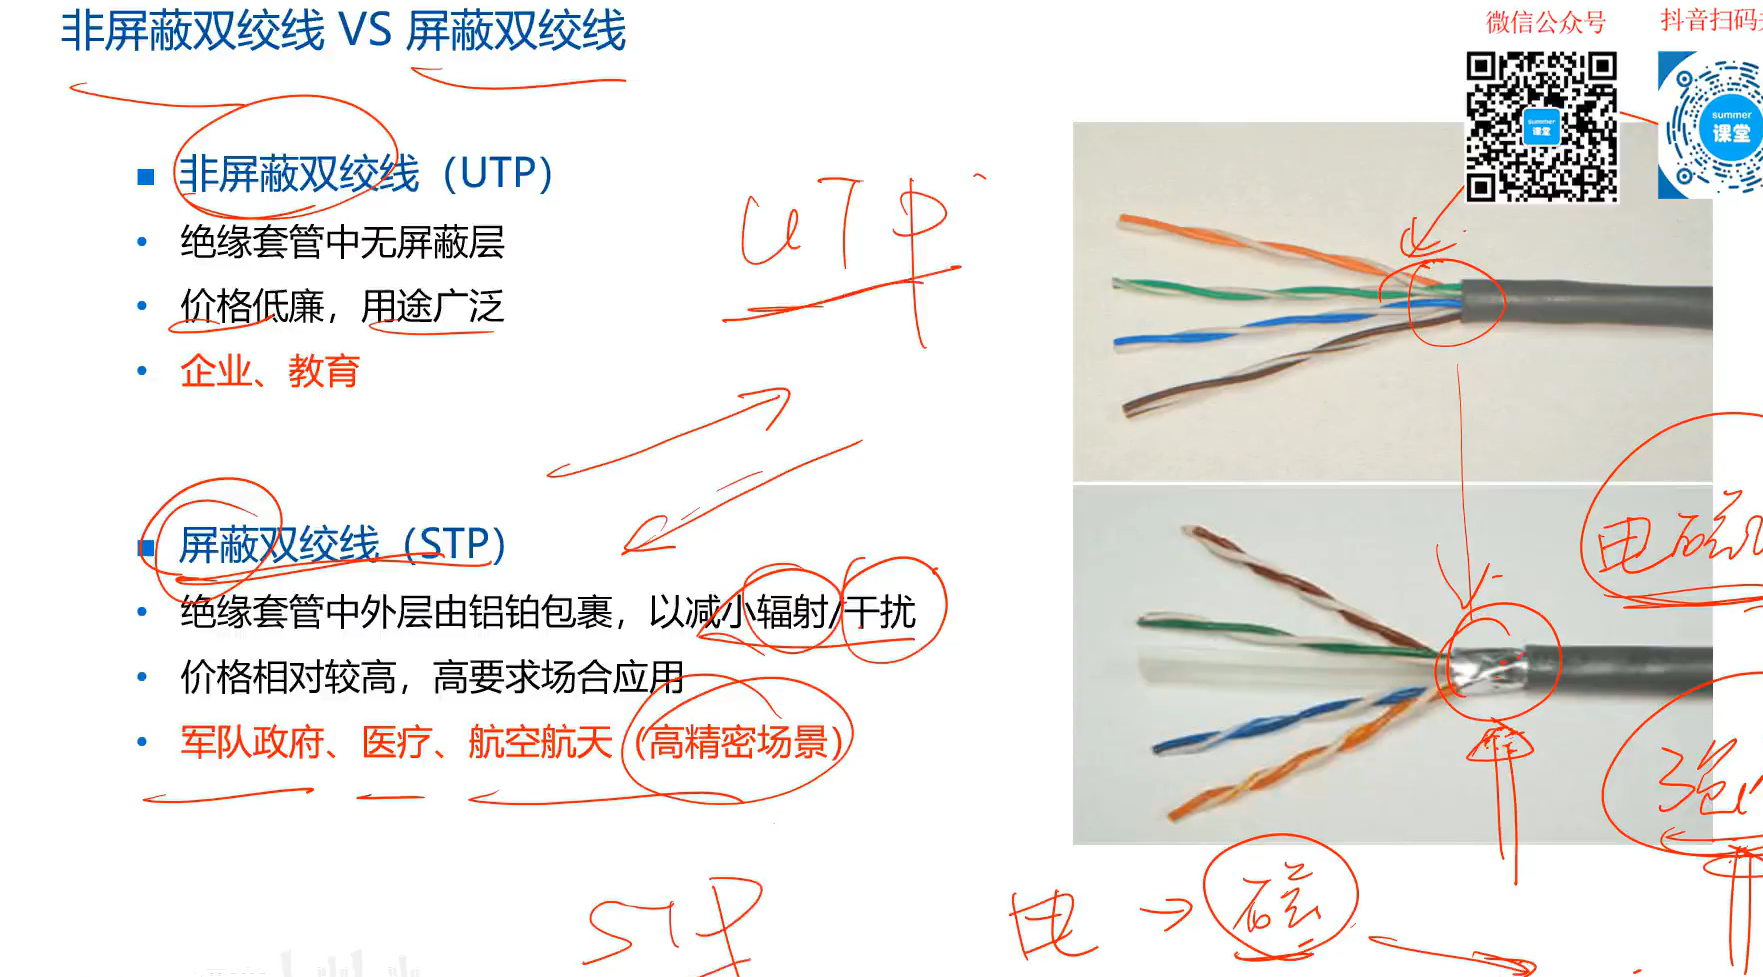 非屏蔽双绞线 VS 屏蔽双绞线
微信公众号
抖音扫码
summer
课堂
summer
课堂
非屏蔽双绞线（UTP）
绝缘套管中无屏蔽层
价格低廉，用途广泛
企业、教育
UTP
屏蔽双绞线（STP）
绝缘套管中外层由铝铂包裹，以减小辐射/干扰
价格相对较高，高要求场合应用
军队政府、医疗、航空航天（高精密场景）
电磁
强
STP
电 → 磁